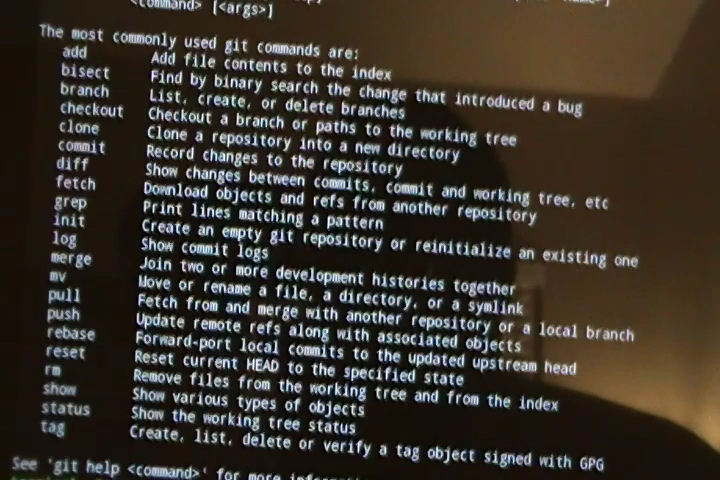 <command> [<args>]
The most commonly used git commands are:
add Add file contents to the index
bisect Find by binary search the change that introduced a bug
branch List, create, or delete branches
checkout Checkout a branch or paths to the working tree
clone Clone a repository into a new directory
commit Record changes to the repository
diff Show changes between commits, commit and working tree, etc
fetch Download objects and refs from another repository
grep Print lines matching a pattern
init Create an empty git repository or reinitialize an existing one
log Show commit logs
merge Join two or more development histories together
mv Move or rename a file, a directory, or a symlink
pull Fetch from and merge with another repository or a local branch
push Update remote refs along with associated objects
rebase Forward-port local commits to the updated upstream head
reset Reset current HEAD to the specified state
rm Remove files from the working tree and from the index
show Show various types of objects
status Show the working tree status
tag Create, list, delete or verify a tag object signed with GPG
See 'git help <command>' for more